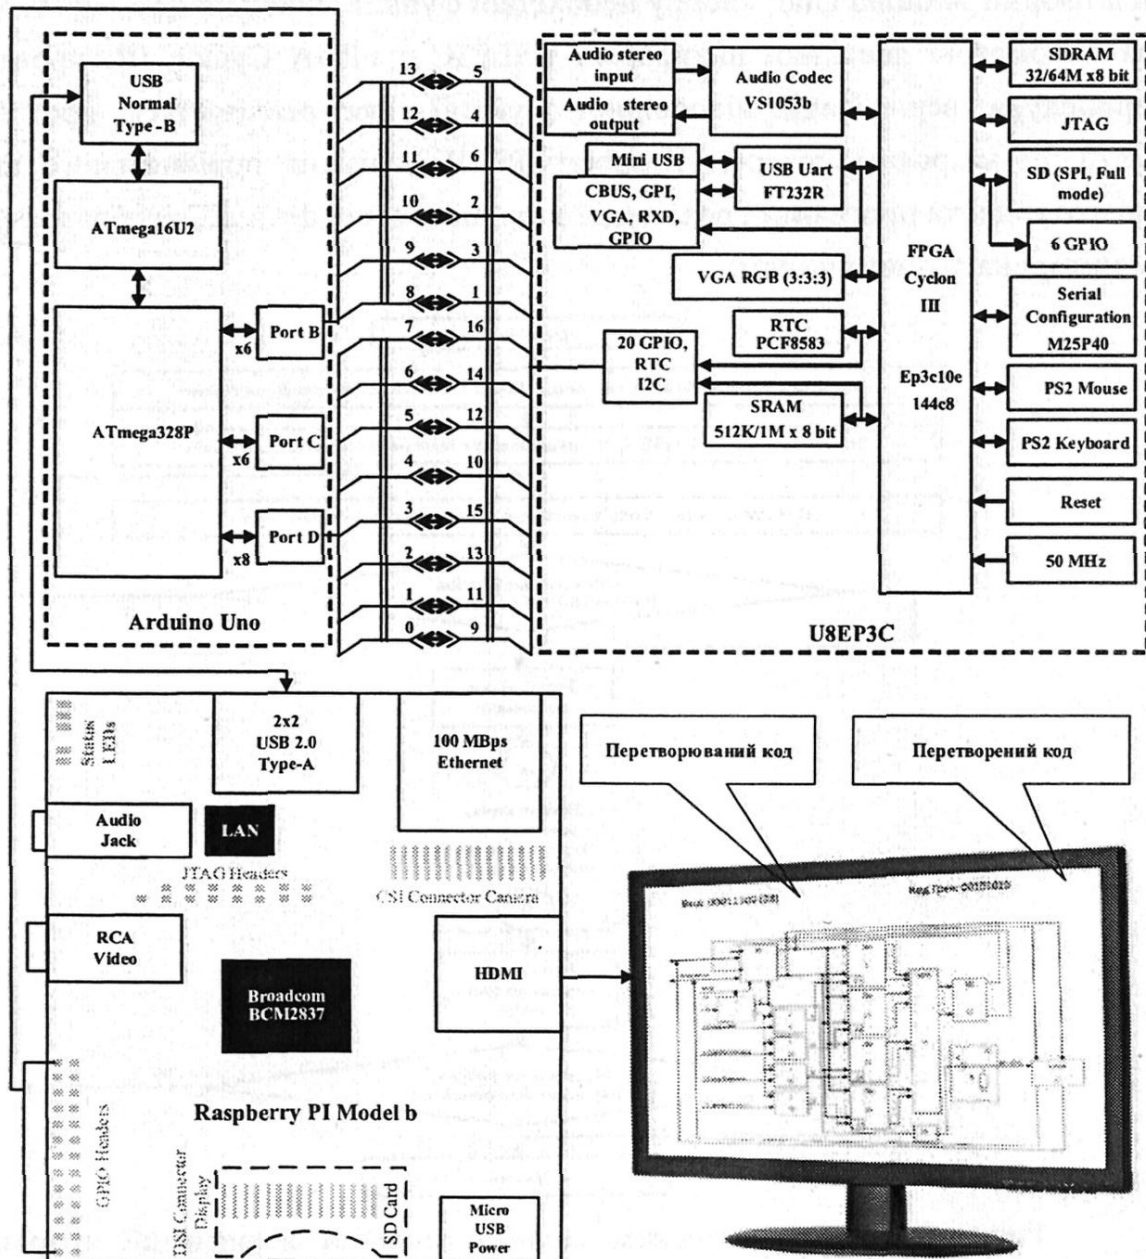 USB
Normal
Type-B
ATmega16U2
ATmega328P
Port B
x6
Port C
x6
Port D
x8
Arduino Uno
13 5
12 4
11 6
10 2
9 3
8 1
7 16
6 14
5 12
4 10
3 15
2 13
1 11
0 9
Audio stereo
input
Audio stereo
output
Audio Codec
VS1053b
Mini USB
CBUS, GPI,
VGA, RXD,
GPIO
USB Uart
FT232R
VGA RGB (3:3:3)
RTC
PCF8583
20 GPIO,
RTC
I2C
SRAM
512K/1M x 8 bit
FPGA
Cyclon
III
Ep3c10e
144c8
SDRAM
32/64M x8 bit
JTAG
SD (SPI, Full
mode)
6 GPIO
Serial
Configuration
M25P40
PS2 Mouse
PS2 Keyboard
Reset
50 MHz
U8EP3C
Status
LEDs
2x2
USB 2.0
Type-A
100 MBps
Ethernet
Audio
Jack
LAN
JTAG Headers
CSI Connector Camera
RCA
Video
Broadcom
BCM2837
HDMI
GPIO Headers
Raspberry PI Model b
DSI Connector
Display
SD Card
Micro
USB
Power
Перетворюваний код
Перетворений код